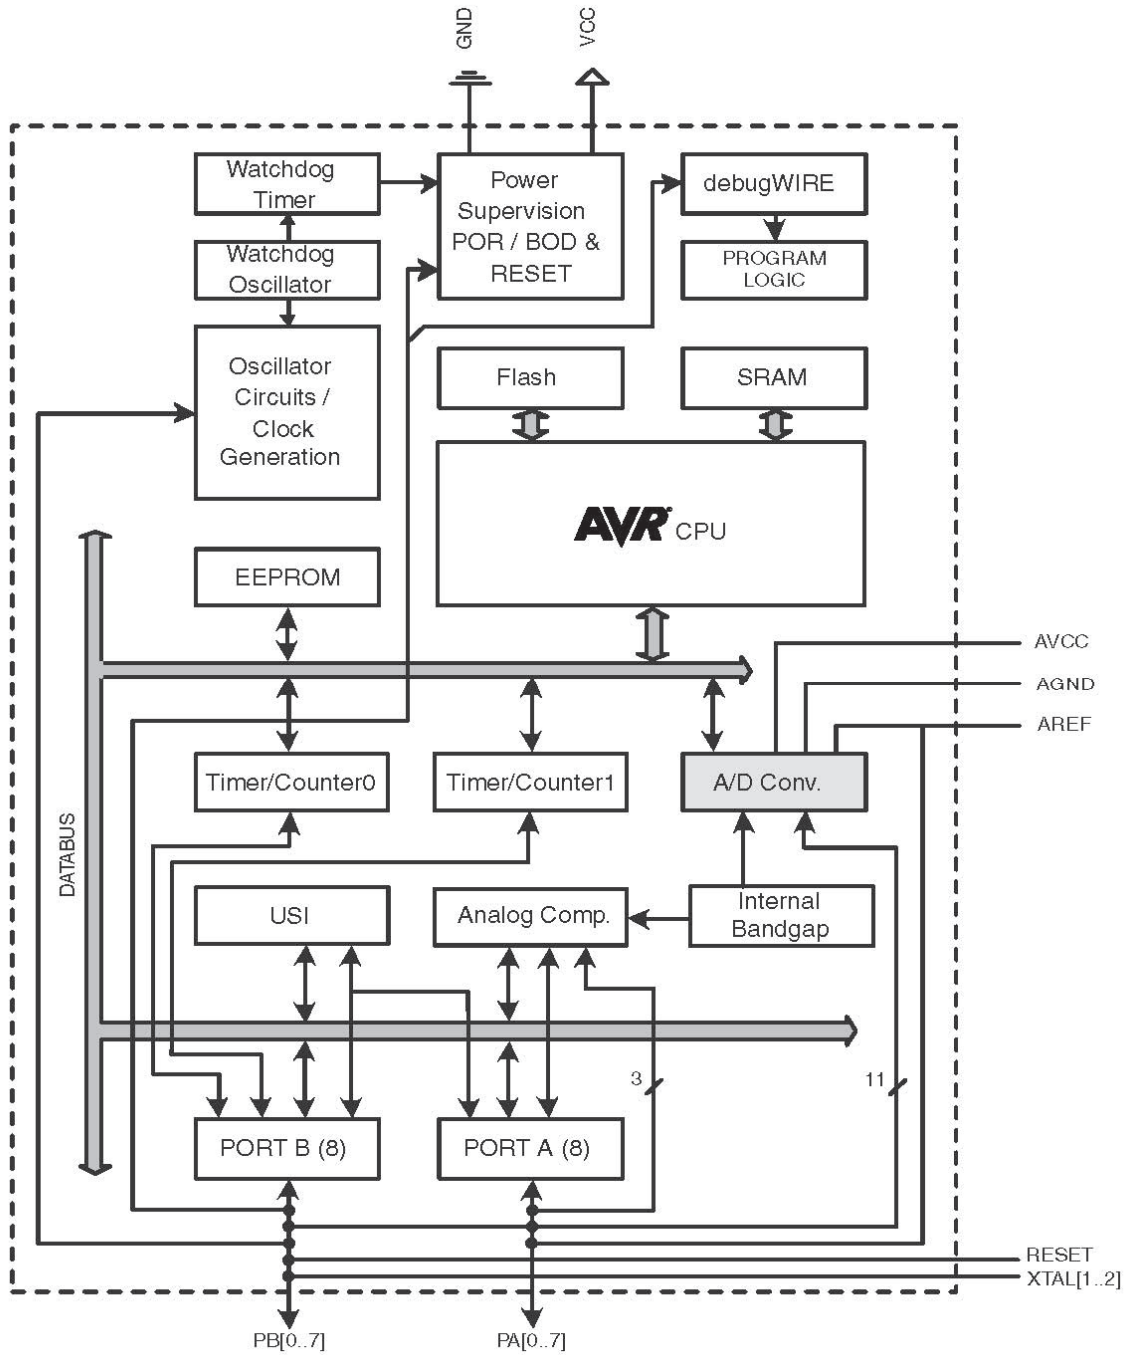 GND
VCC
Watchdog
Timer
Power
Supervision
POR / BOD &
RESET
debugWIRE
Watchdog
Oscillator
PROGRAM
LOGIC
Oscillator
Circuits /
Clock
Generation
Flash
SRAM
AVR® CPU
EEPROM
AVCC
AGND
AREF
Timer/Counter0
Timer/Counter1
A/D Conv.
DATABUS
USI
Analog Comp.
Internal
Bandgap
3
11
PORT B (8)
PORT A (8)
RESET
XTAL[1..2]
PB[0..7]
PA[0..7]